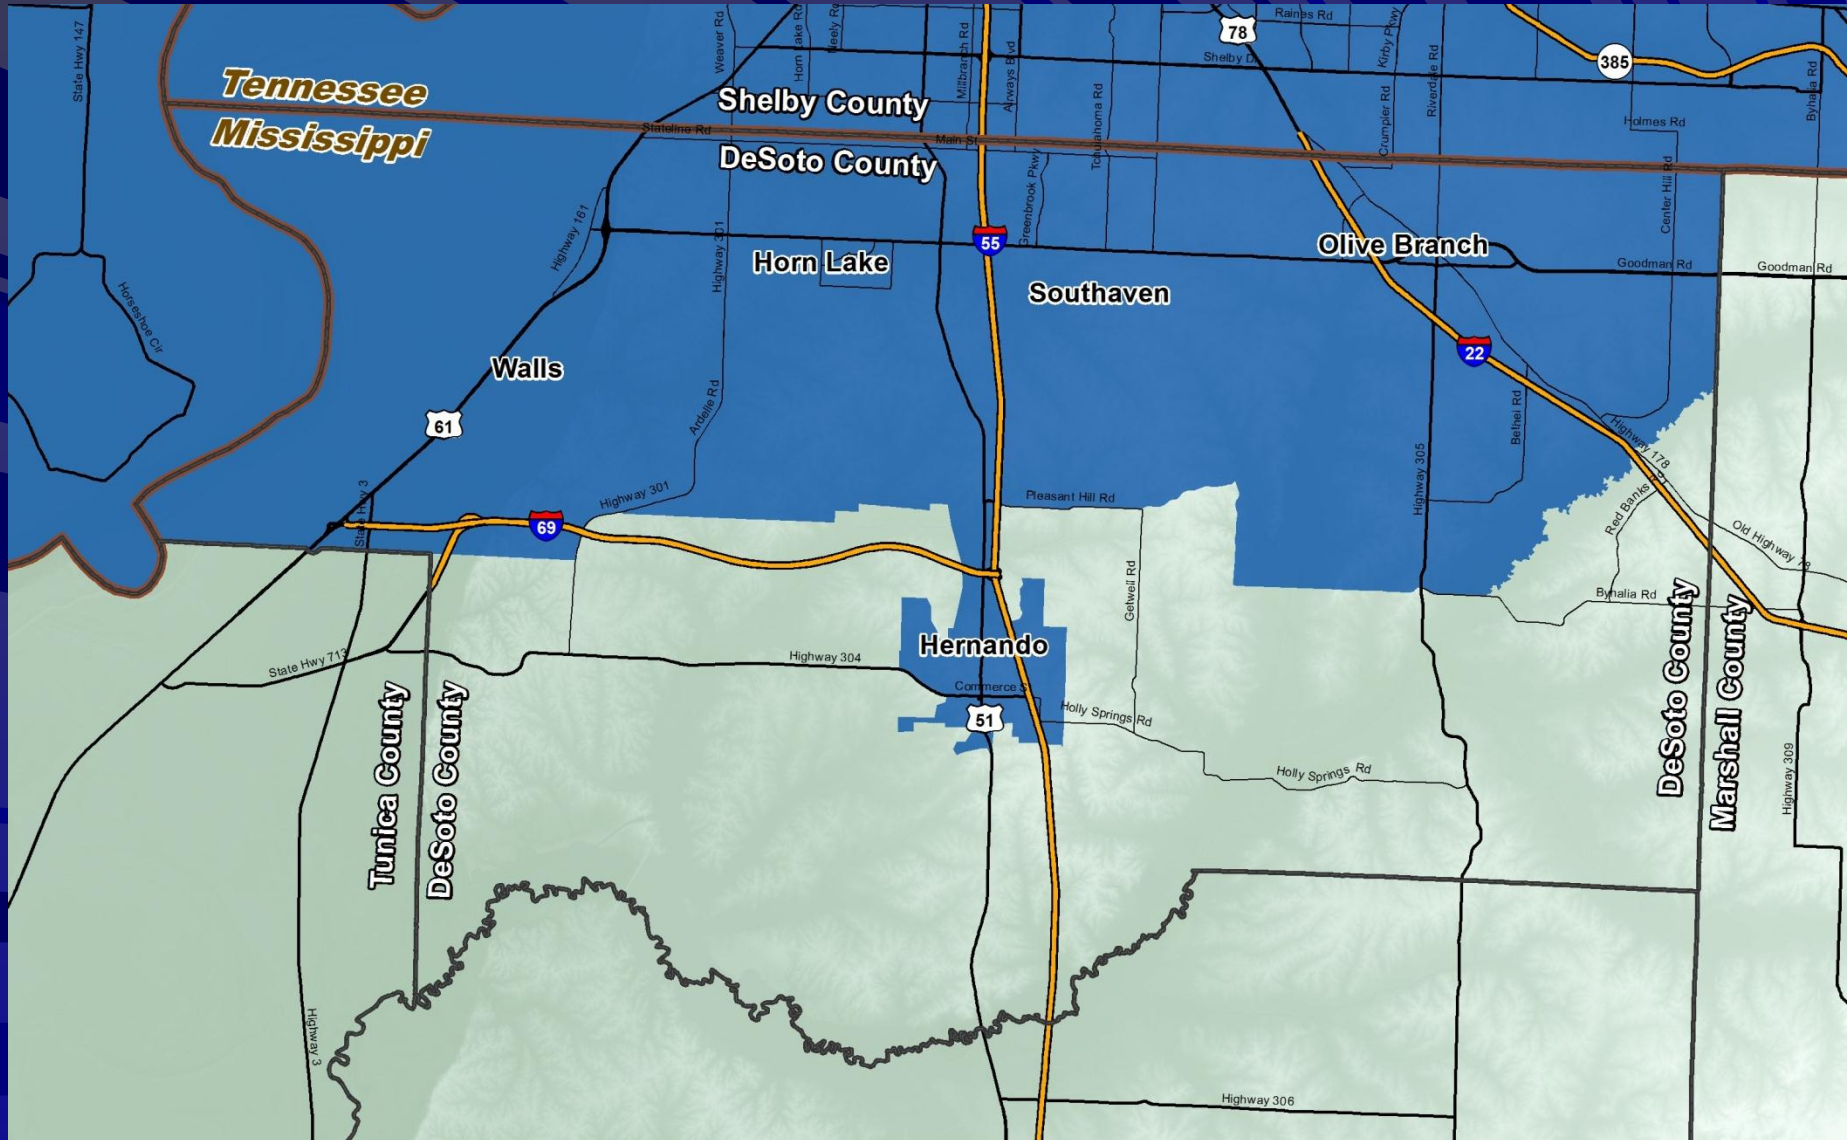 State Hwy 147
Weaver Rd
Horn Lake Rd
Neely Rd
Millbranch Rd
Airways Blvd
78
Raines Rd
Kirby Pkwy
385
Shelby D
Riverdale Rd
Byhalia Rd
Tennessee
Mississippi
Shelby County
DeSoto County
Stateline Rd
Main St
Tchulahoma Rd
Crumpler Rd
Holmes Rd
Center Hill Rd
Highway 161
Highway 301
Greenbrook Pkwy
55
Horn Lake
Southaven
Olive Branch
Goodman Rd
Goodman Rd
Horseshoe Cir
Walls
22
61
Ardelle Rd
Bethel Rd
Highway 305
Highway 178
State Hwy 3
Highway 301
Pleasant Hill Rd
69
Red Banks Rd
Old Highway 78
Getwell Rd
Byhalia Rd
Hernando
State Hwy 713
Highway 304
Commerce S
51
Holly Springs Rd
Holly Springs Rd
Tunica County
DeSoto County
DeSoto County
Marshall County
Highway 309
Highway 3
Highway 306